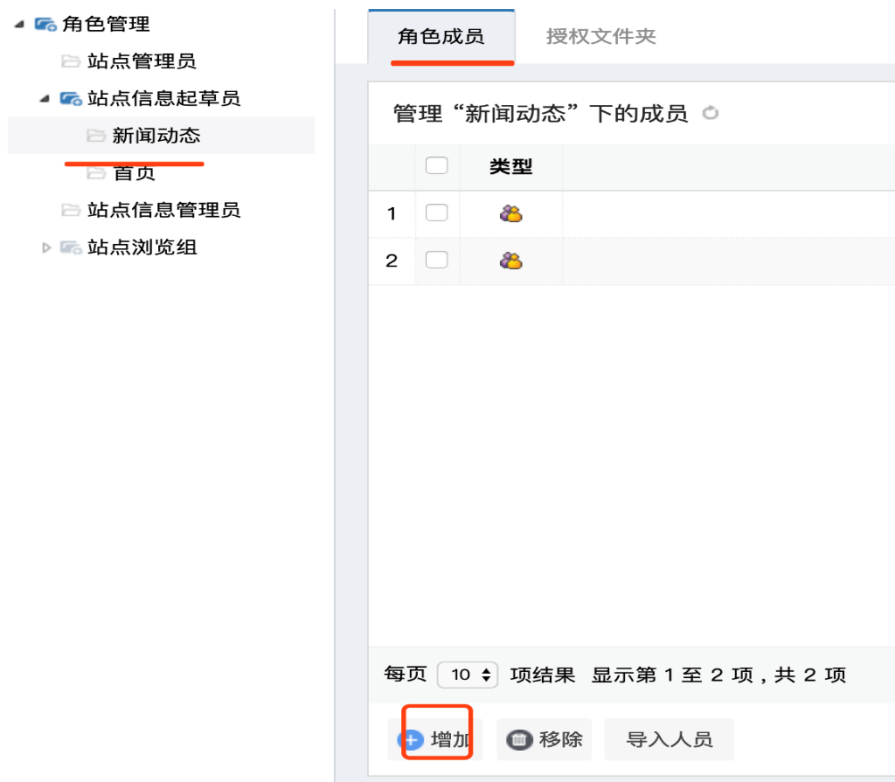 角色管理
站点管理员
站点信息起草员
新闻动态
首页
站点信息管理员
站点浏览组
角色成员 授权文件夹
管理“新闻动态”下的成员
类型
1
2
每页 10 项结果 显示第 1 至 2 项 , 共 2 项
增加 移除 导入人员